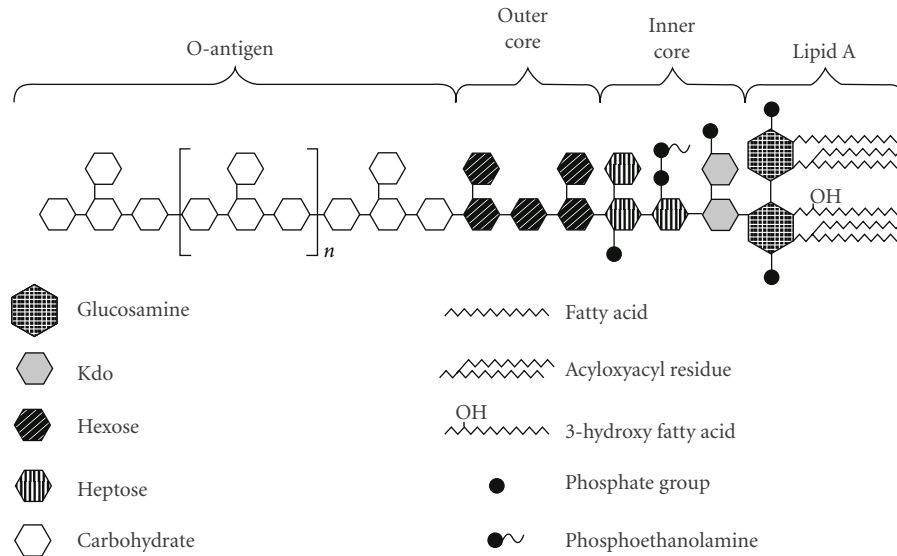 O-antigen
Outer
core
Inner
core
Lipid A
OH
n
Glucosamine
Kdo
Hexose
Heptose
Carbohydrate
Fatty acid
Acyloxyacyl residue
OH
3-hydroxy fatty acid
Phosphate group
Phosphoethanolamine